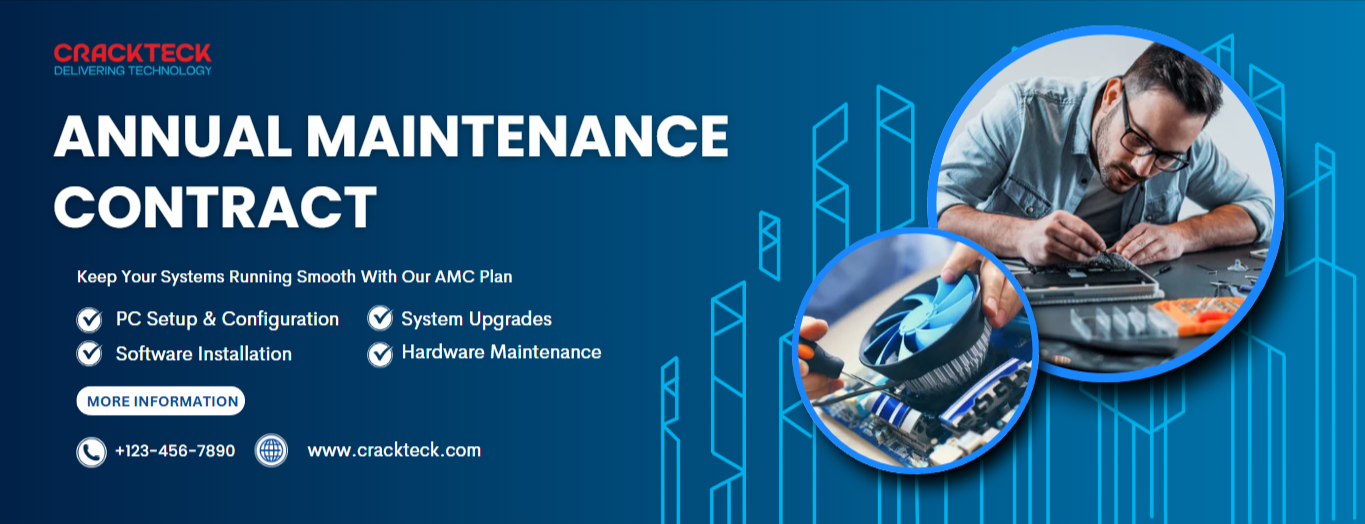 CRACKTECK
DELIVERING TECHNOLOGY
ANNUAL MAINTENANCE
CONTRACT
Keep Your Systems Running Smooth With Our AMC Plan
PC Setup & Configuration
System Upgrades
Software Installation
Hardware Maintenance
MORE INFORMATION
+123-456-7890
www.crackteck.com